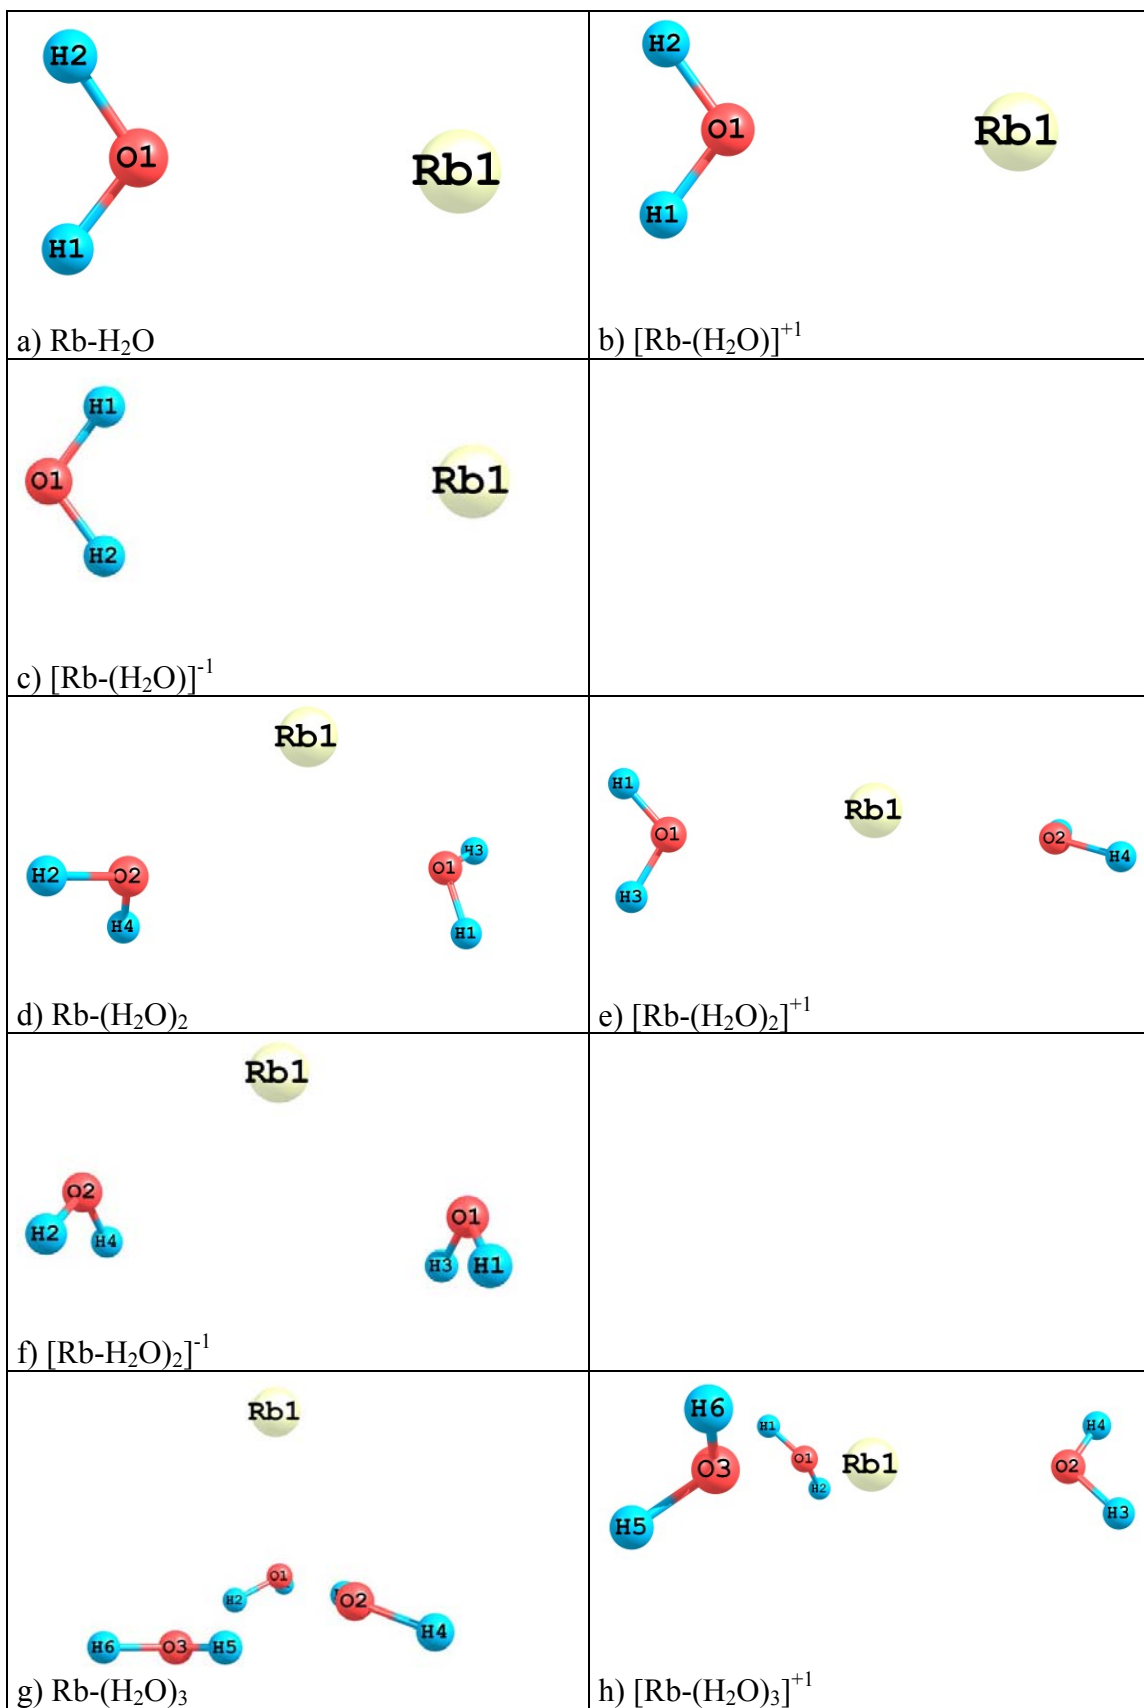 H2
O1
H1
Rb1
a) Rb-H₂O
H2
O1
H1
Rb1
b) [Rb-(H₂O)]⁺¹
H1
O1
H2
Rb1
c) [Rb-(H₂O)]⁻¹
Rb1
H2
O2
H4
O1
H3
H1
d) Rb-(H₂O)₂
H1
O1
H3
Rb1
O2
H4
e) [Rb-(H₂O)₂]⁺¹
Rb1
O2
H2
H4
O1
H3
H1
f) [Rb-H₂O)₂]⁻¹
Rb1
O1
H2
O2
H4
H6
O3
H5
g) Rb-(H₂O)₃
H6
O3
H5
H1
O1
H2
Rb1
H4
O2
H3
h) [Rb-(H₂O)₃]⁺¹